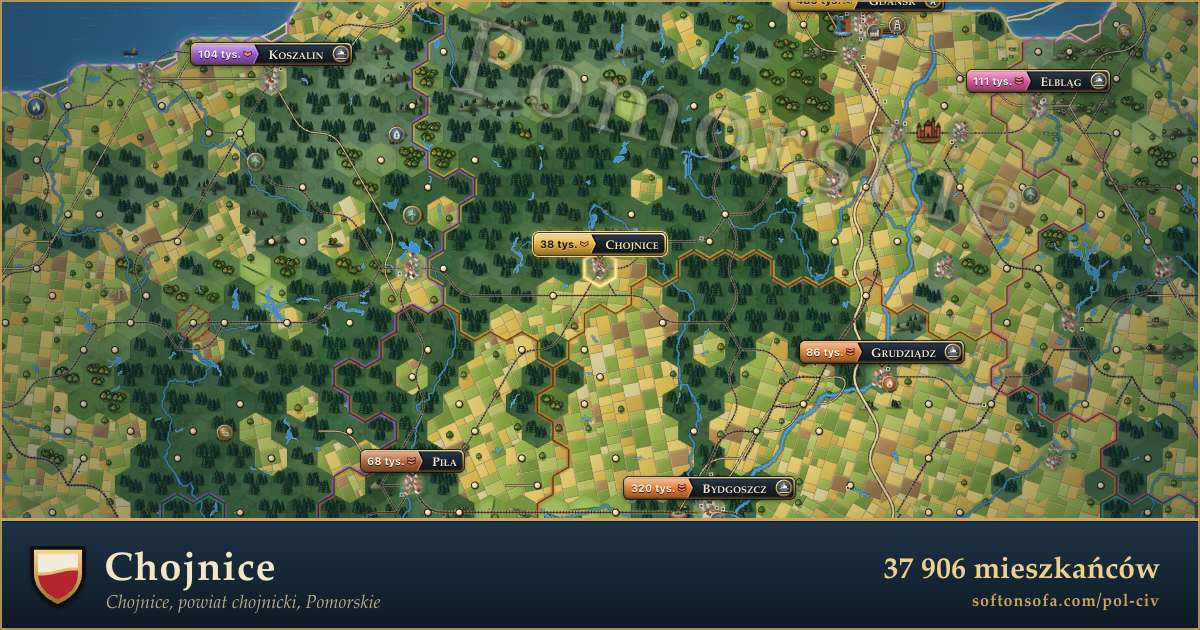 GDAŃSK
104 tys. KOSZALIN
111 tys. ELBLĄG
Pomorskie
38 tys. CHOJNICE
86 tys. GRUDZIĄDZ
68 tys. PIŁA
320 tys. BYDGOSZCZ
Chojnice
37 906 mieszkańców
Chojnice, powiat chojnicki, Pomorskie
softonsofa.com/pol-civ